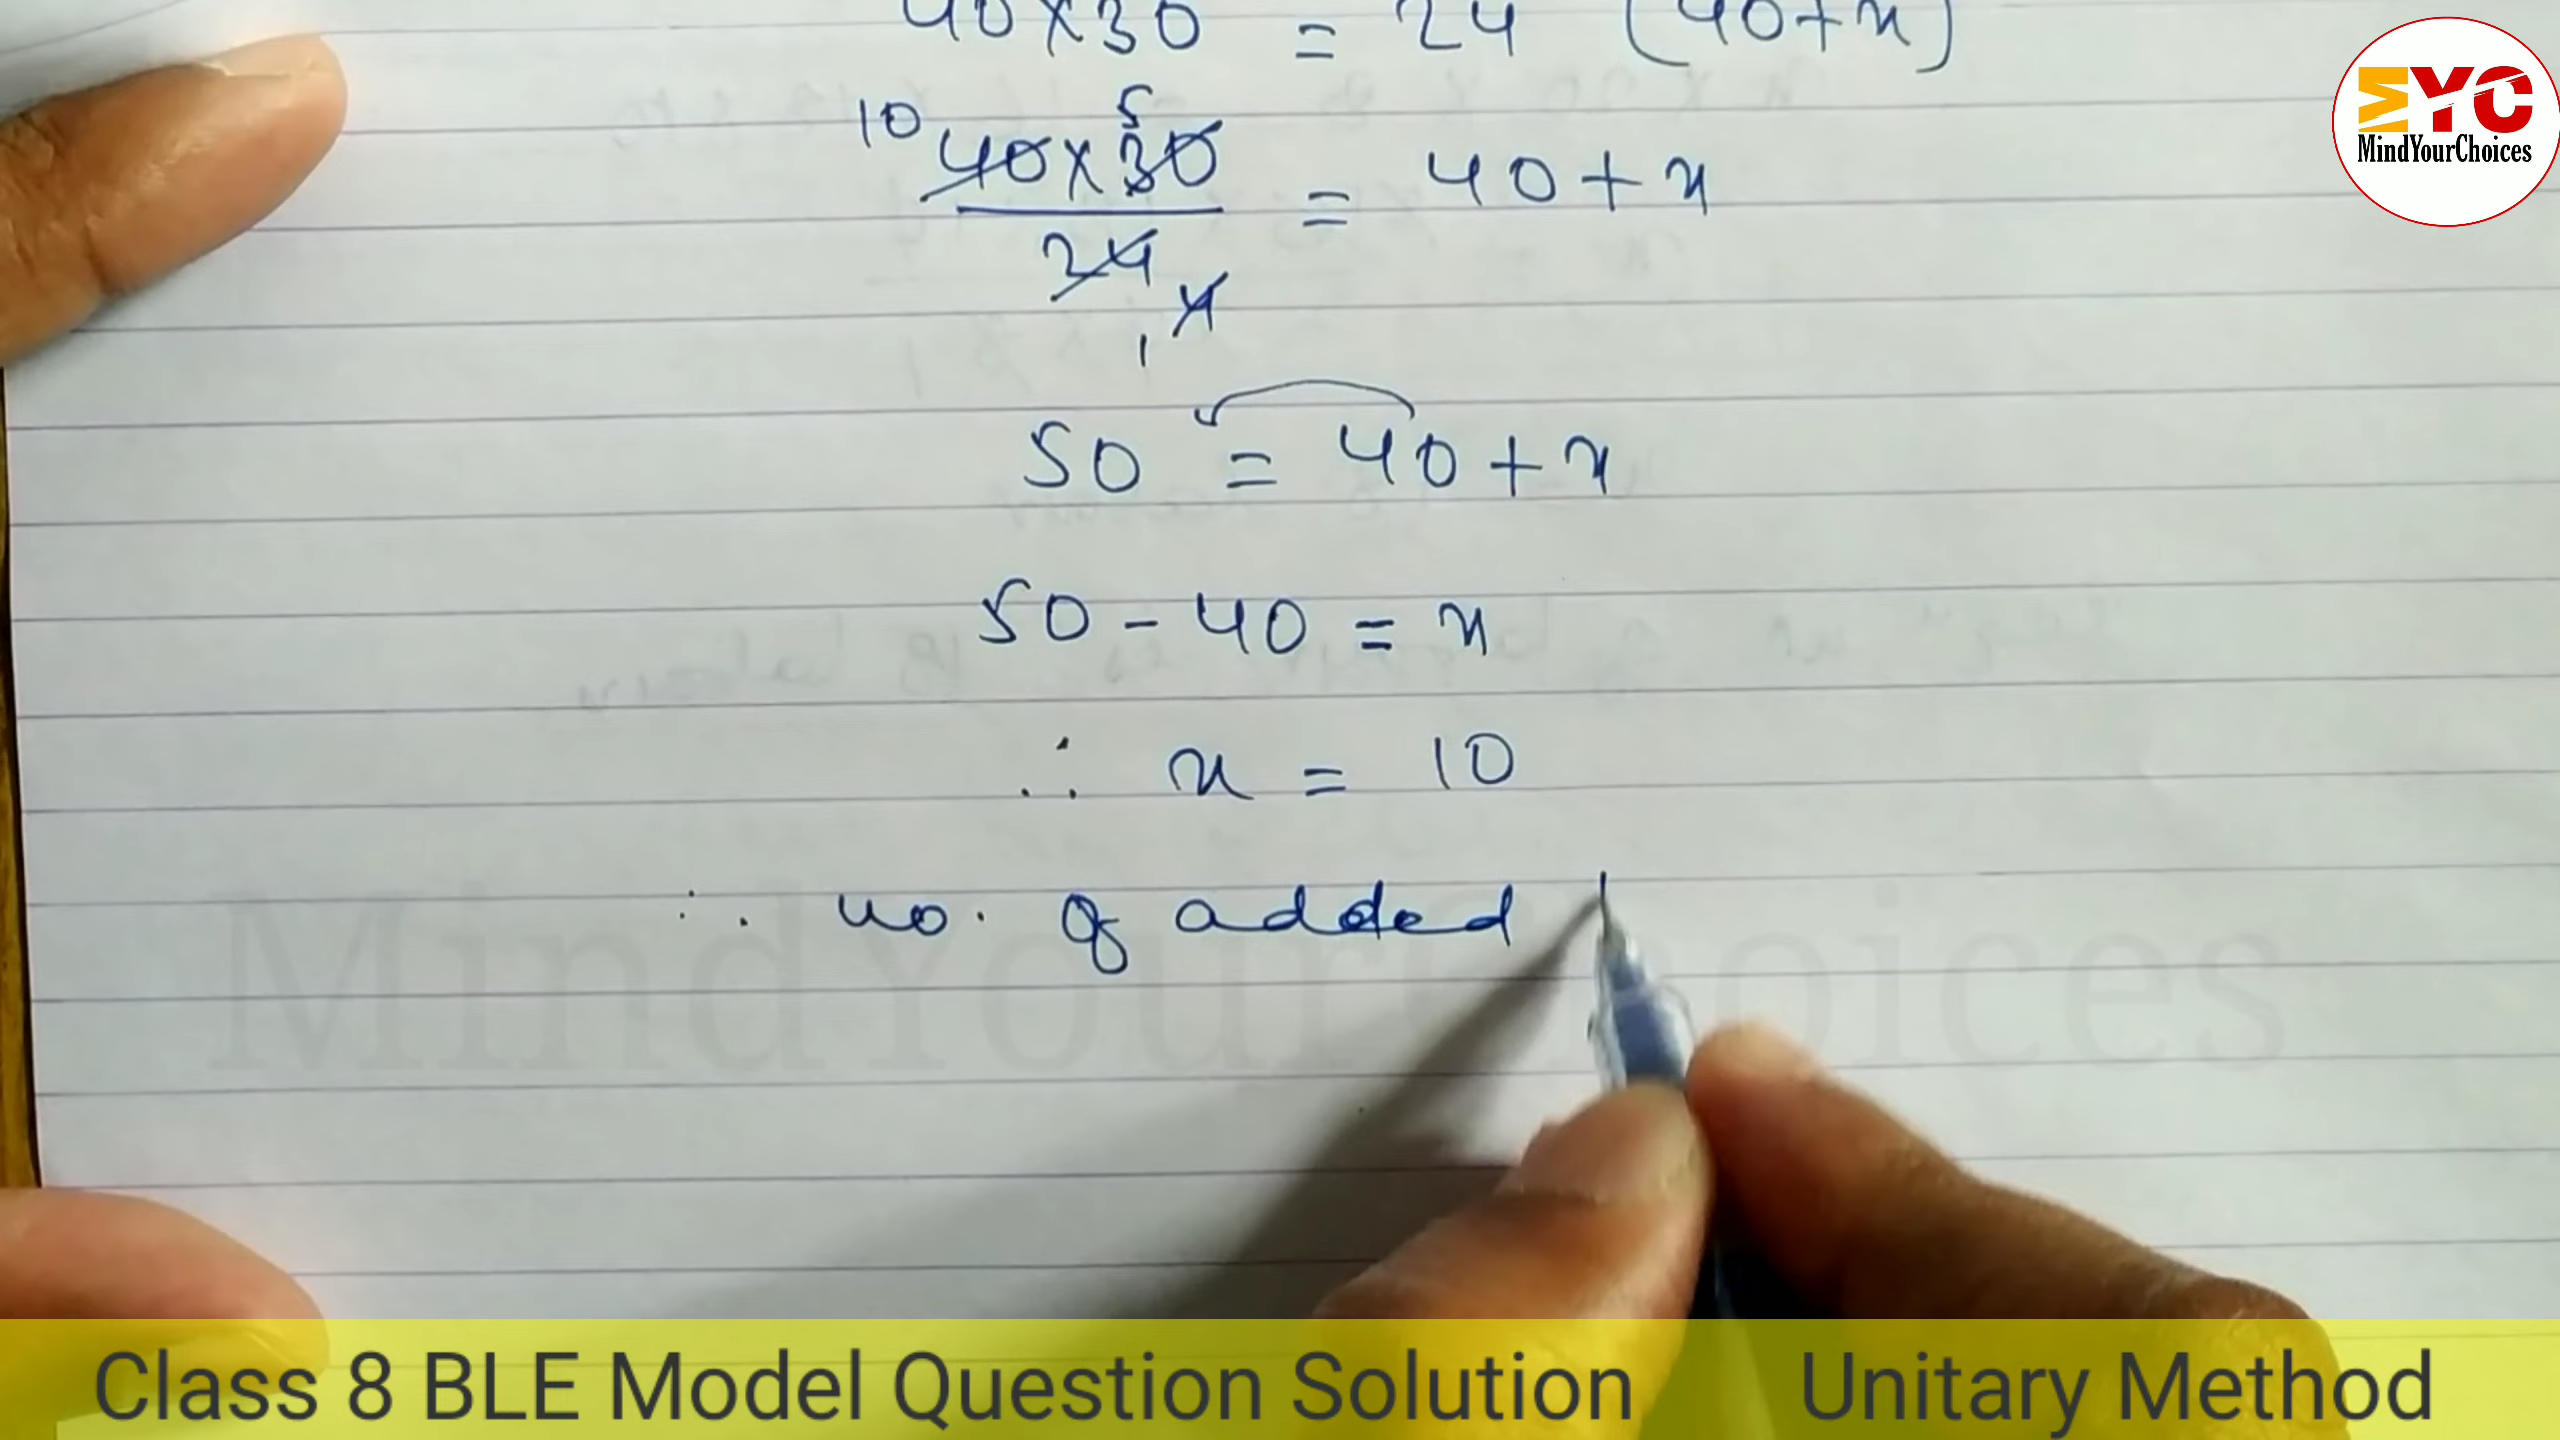 40×30 = 24 (40+x)
10 5
40×30 = 40+x
24
4
1
50 = 40+x
50-40=x
∴ x = 10
∴ no. of added
MYC
MindYourChoices
MindYourChoices
Class 8 BLE Model Question Solution Unitary Method